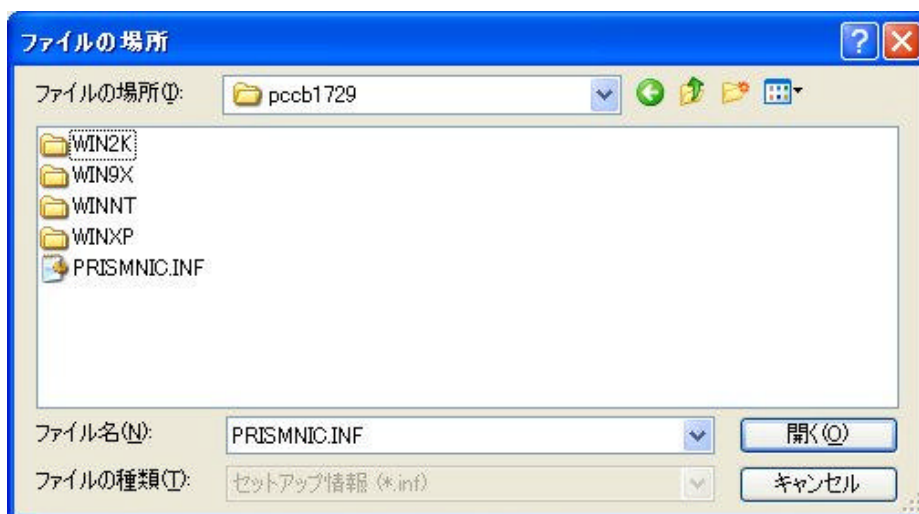 ファイルの場所
ファイルの場所(I): pccb1729
WIN2K
WIN9X
WINNT
WINXP
PRISMNIC.INF
ファイル名(N): PRISMNIC.INF 開く(O)
ファイルの種類(T): セットアップ情報 (*.inf) キャンセル